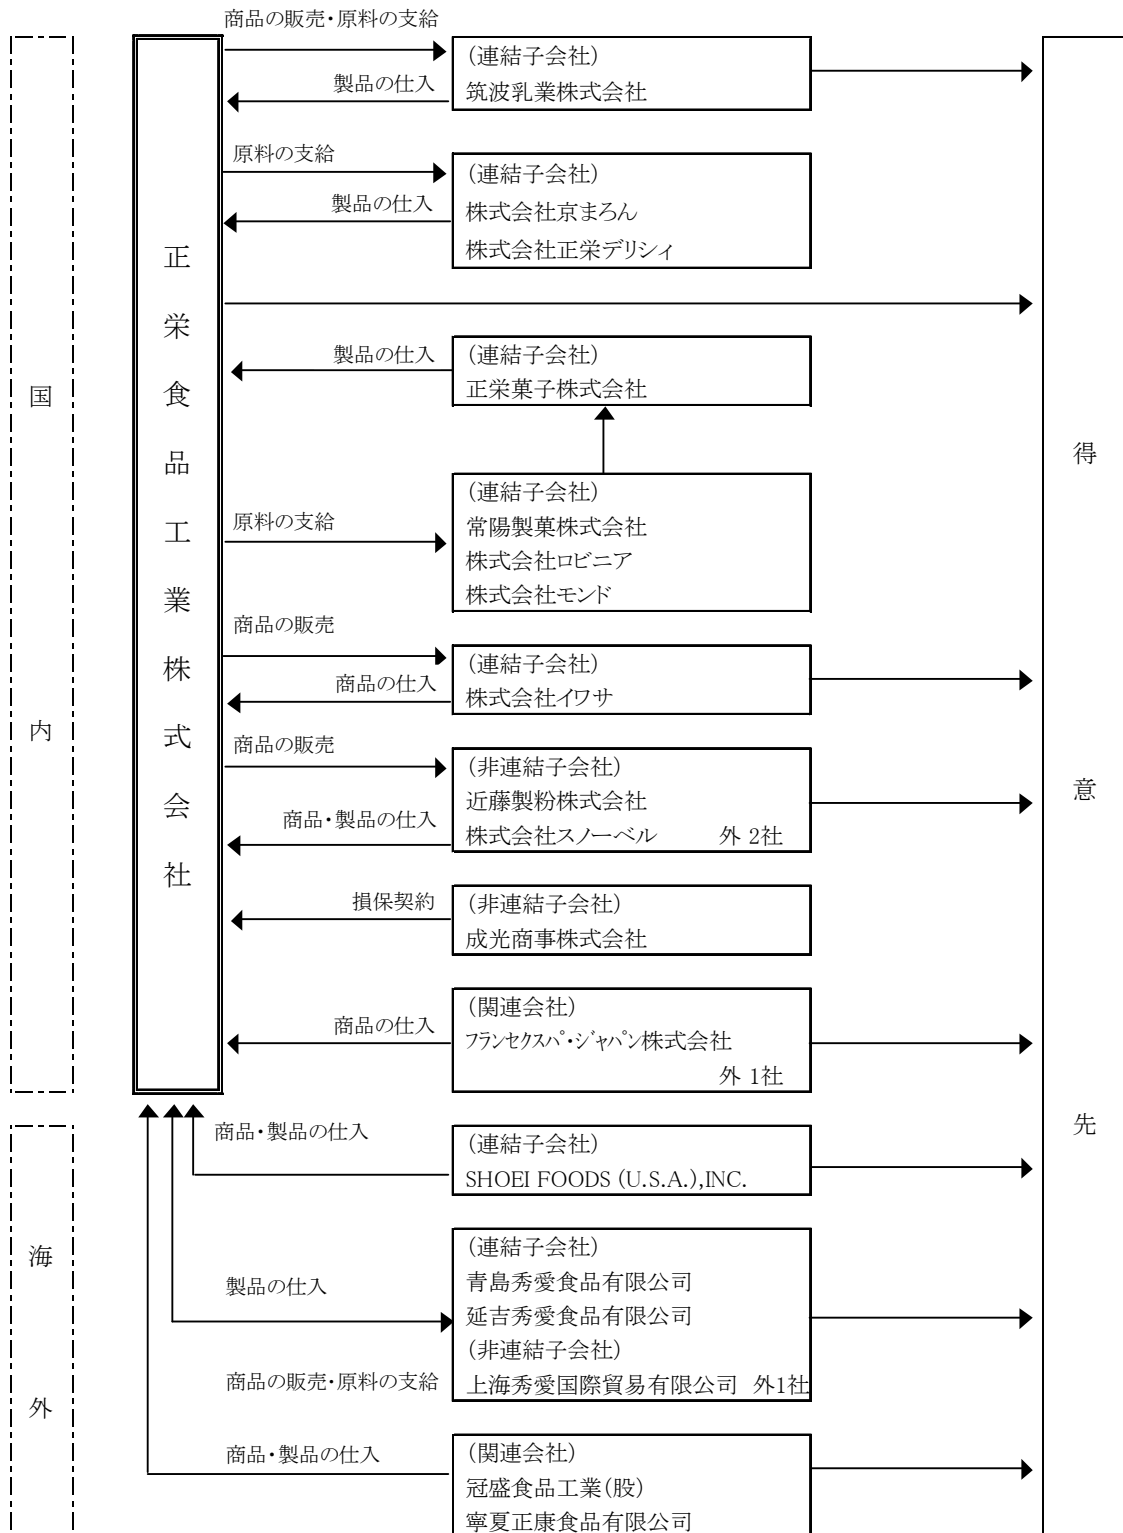 商品の販売・原料の支給
(連結子会社)
筑波乳業株式会社
製品の仕入
原料の支給
(連結子会社)
株式会社京まろん
株式会社正栄デリシィ
製品の仕入
正栄食品工業株式会社
国内
得意先
製品の仕入
(連結子会社)
正栄菓子株式会社
原料の支給
(連結子会社)
常陽製菓株式会社
株式会社ロビニア
株式会社モンド
商品の販売
(連結子会社)
株式会社イワサ
商品の仕入
商品の販売
(非連結子会社)
近藤製粉株式会社
株式会社スノーベル 外 2社
商品・製品の仕入
損保契約
(非連結子会社)
成光商事株式会社
商品の仕入
(関連会社)
フランセクスパ・ジャパン株式会社
外 1社
海外
商品・製品の仕入
(連結子会社)
SHOEI FOODS (U.S.A.),INC.
製品の仕入
(連結子会社)
青島秀愛食品有限公司
延吉秀愛食品有限公司
(非連結子会社)
上海秀愛国際貿易有限公司 外1社
商品の販売・原料の支給
商品・製品の仕入
(関連会社)
冠盛食品工業(股)
寧夏正康食品有限公司